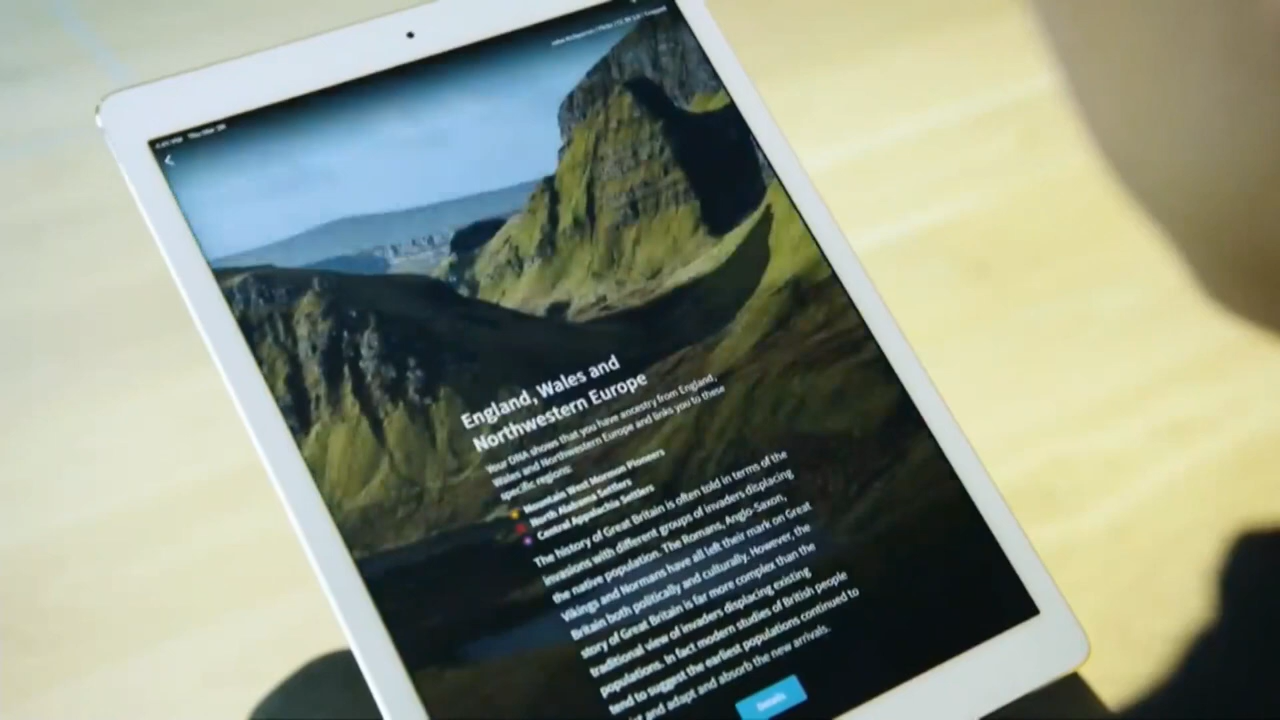 England, Wales and
Northwestern Europe
Your DNA shows that you have ancestry from England,
Wales and Northwestern Europe and links you to these
specific regions:
Mountain West Mormon Pioneers
North Alabama Settlers
Central Appalachia Settlers
The history of Great Britain is often told in terms of the
invasions with different groups of invaders displacing
the native population. The Romans, Anglo-Saxon,
Vikings and Normans have all left their mark on Great
Britain both politically and culturally. However, the
story of Great Britain is far more complex than the
traditional view of invaders displacing existing
populations. In fact modern studies of British people
tend to suggest the earliest populations continued to
and adapt and absorb the new arrivals.
Details